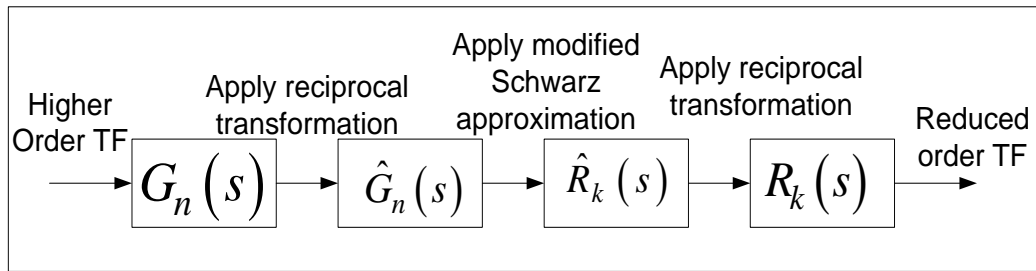 Higher
Order TF
Apply reciprocal
transformation
Apply modified
Schwarz
approximation
Apply reciprocal
transformation
Reduced
order TF
G_n(s)
Ĝ_n(s)
R̂_k(s)
R_k(s)